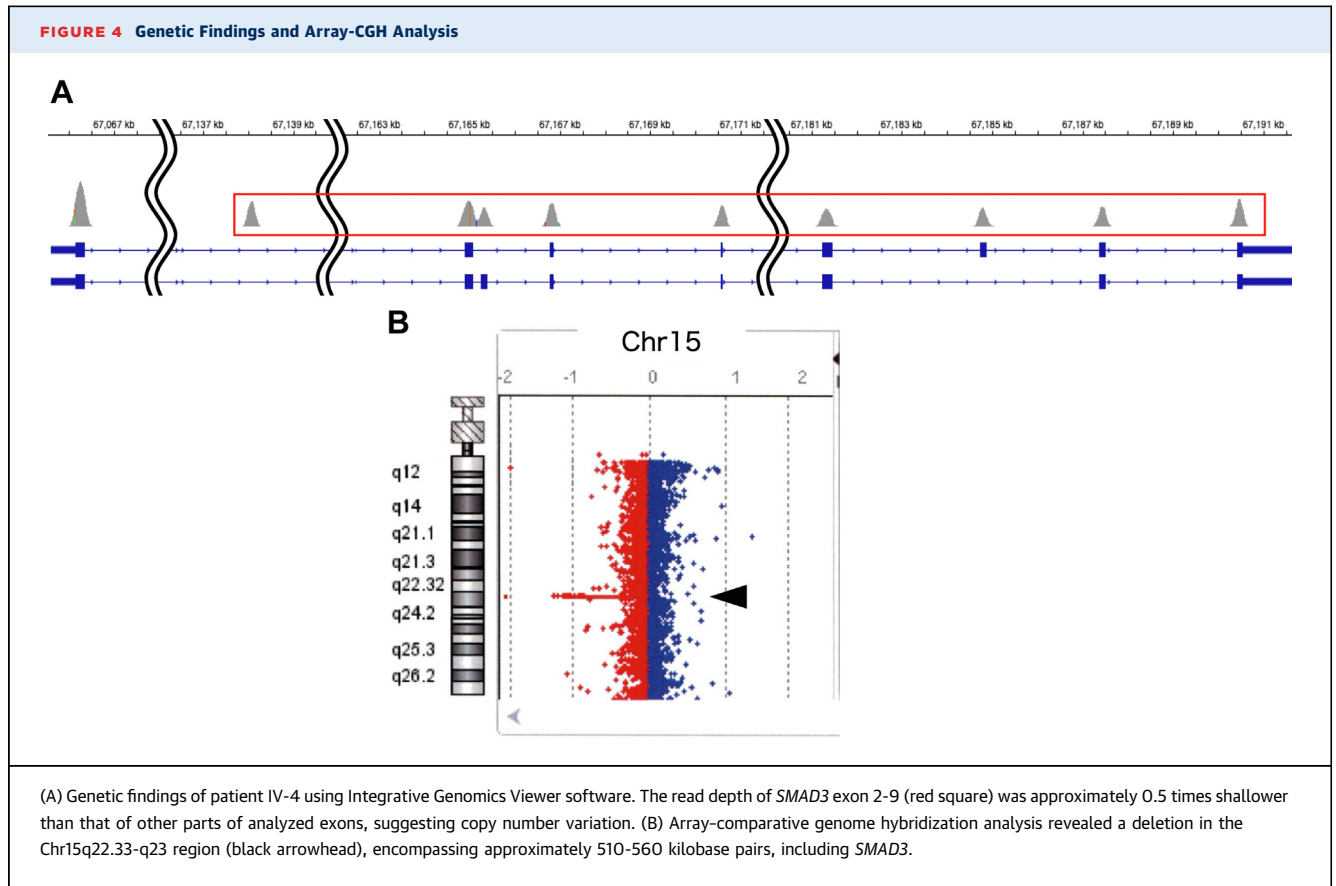 FIGURE 4 Genetic Findings and Array-CGH Analysis
A
67,067 kb 67,137 kb 67,139 kb 67,163 kb 67,165 kb 67,167 kb 67,169 kb 67,171 kb 67,181 kb 67,183 kb 67,185 kb 67,187 kb 67,189 kb 67,191 kb
B
Chr15
-2 -1 0 1 2
q12
q14
q21.1
q21.3
q22.32
q24.2
q25.3
q26.2
(A) Genetic findings of patient IV-4 using Integrative Genomics Viewer software. The read depth of SMAD3 exon 2-9 (red square) was approximately 0.5 times shallower
than that of other parts of analyzed exons, suggesting copy number variation. (B) Array-comparative genome hybridization analysis revealed a deletion in the
Chr15q22.33-q23 region (black arrowhead), encompassing approximately 510-560 kilobase pairs, including SMAD3.